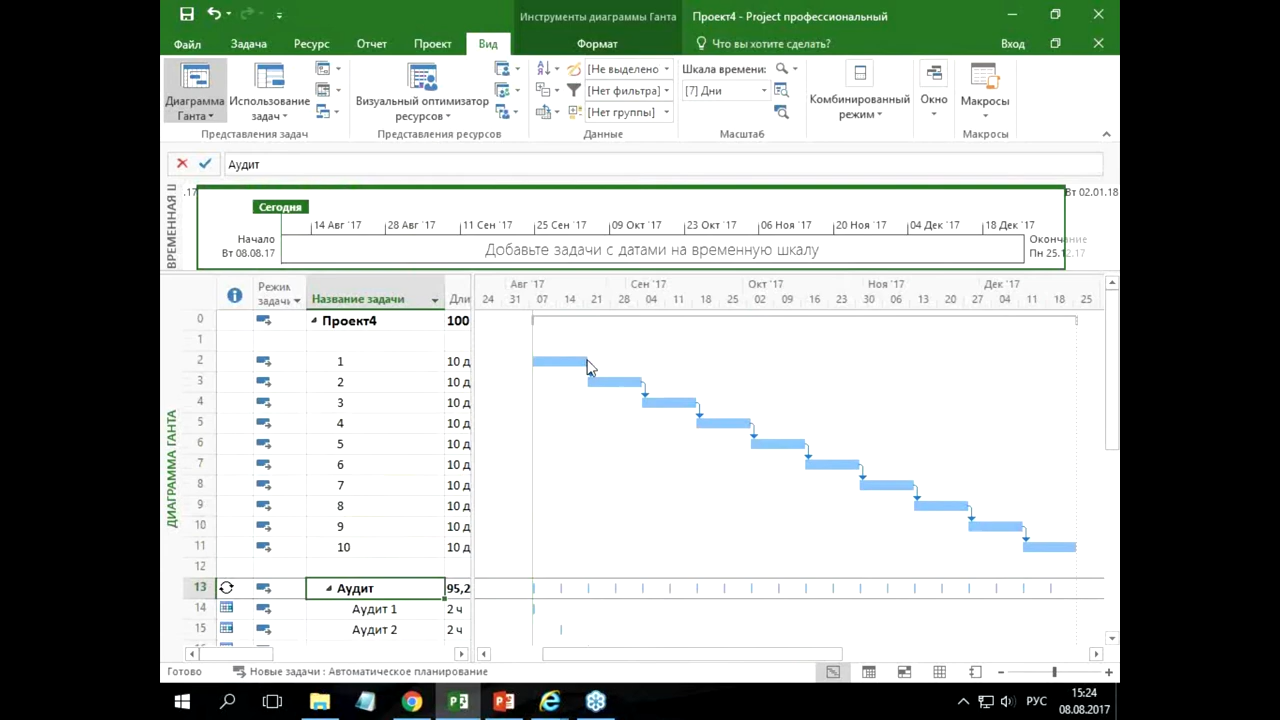 Инструменты диаграммы Ганта
Проект4 - Project профессиональный
Файл Задача Ресурс Отчет Проект Вид Формат Что вы хотите сделать? Вход
Диаграмма Ганта
Использование задач
Представления задач
Визуальный оптимизатор ресурсов
Представления ресурсов
[Не выделено]
[Нет фильтра]
[Нет группы]
Данные
Шкала времени:
[7] Дни
Масштаб
Комбинированный режим
Окно
Макросы
Макросы
Аудит
.17
Вт 02.01.18
Сегодня
14 Авг '17 28 Авг '17 11 Сен '17 25 Сен '17 09 Окт '17 23 Окт '17 06 Ноя '17 20 Ноя '17 04 Дек '17 18 Дек '17
Начало
Вт 08.08.17
Добавьте задачи с датами на временную шкалу
Окончание
Пн 25.12.17
ДИАГРАММА ГАНТА
Режим задачи
Название задачи
Авг '17 Сен '17 Окт '17 Ноя '17 Дек '17
24 31 07 14 21 28 04 11 18 25 02 09 16 23 30 06 13 20 27 04 11 18 25
0 Проект4 100
1
2 1 10 д
3 2 10 д
4 3 10 д
5 4 10 д
6 5 10 д
7 6 10 д
8 7 10 д
9 8 10 д
10 9 10 д
11 10 10 д
12
13 Аудит 95,2
14 Аудит 1 2 ч
15 Аудит 2 2 ч
Готово Новые задачи : Автоматическое планирование
РУС
15:24
08.08.2017